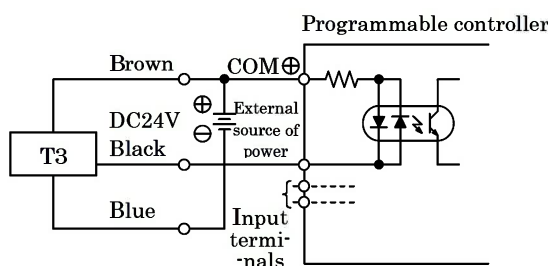 Programmable controller
Brown
COM⊕
⊕
DC24V
⊖
External
source of
power
T3
Black
Blue
Input
termi-
-nals